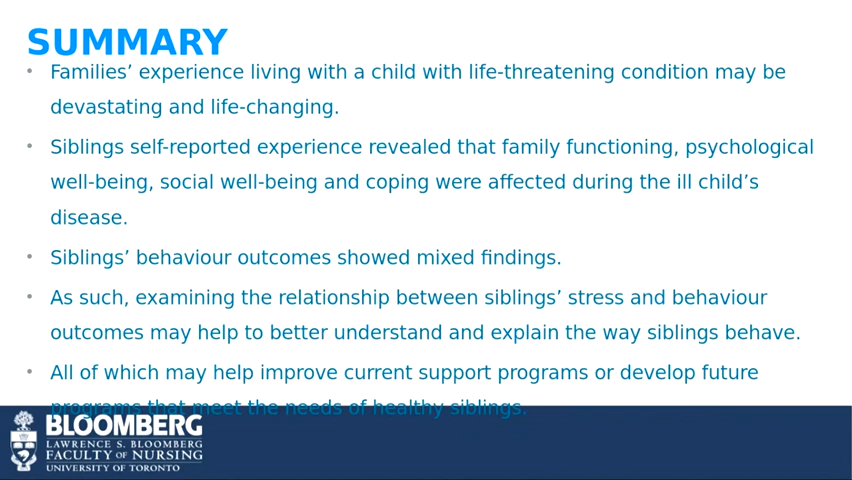 SUMMARY
• Families’ experience living with a child with life-threatening condition may be
devastating and life-changing.
• Siblings self-reported experience revealed that family functioning, psychological
well-being, social well-being and coping were affected during the ill child’s
disease.
• Siblings’ behaviour outcomes showed mixed findings.
• As such, examining the relationship between siblings’ stress and behaviour
outcomes may help to better understand and explain the way siblings behave.
• All of which may help improve current support programs or develop future
programs that meet the needs of healthy siblings.
BLOOMBERG
LAWRENCE S. BLOOMBERG
FACULTY OF NURSING
UNIVERSITY OF TORONTO